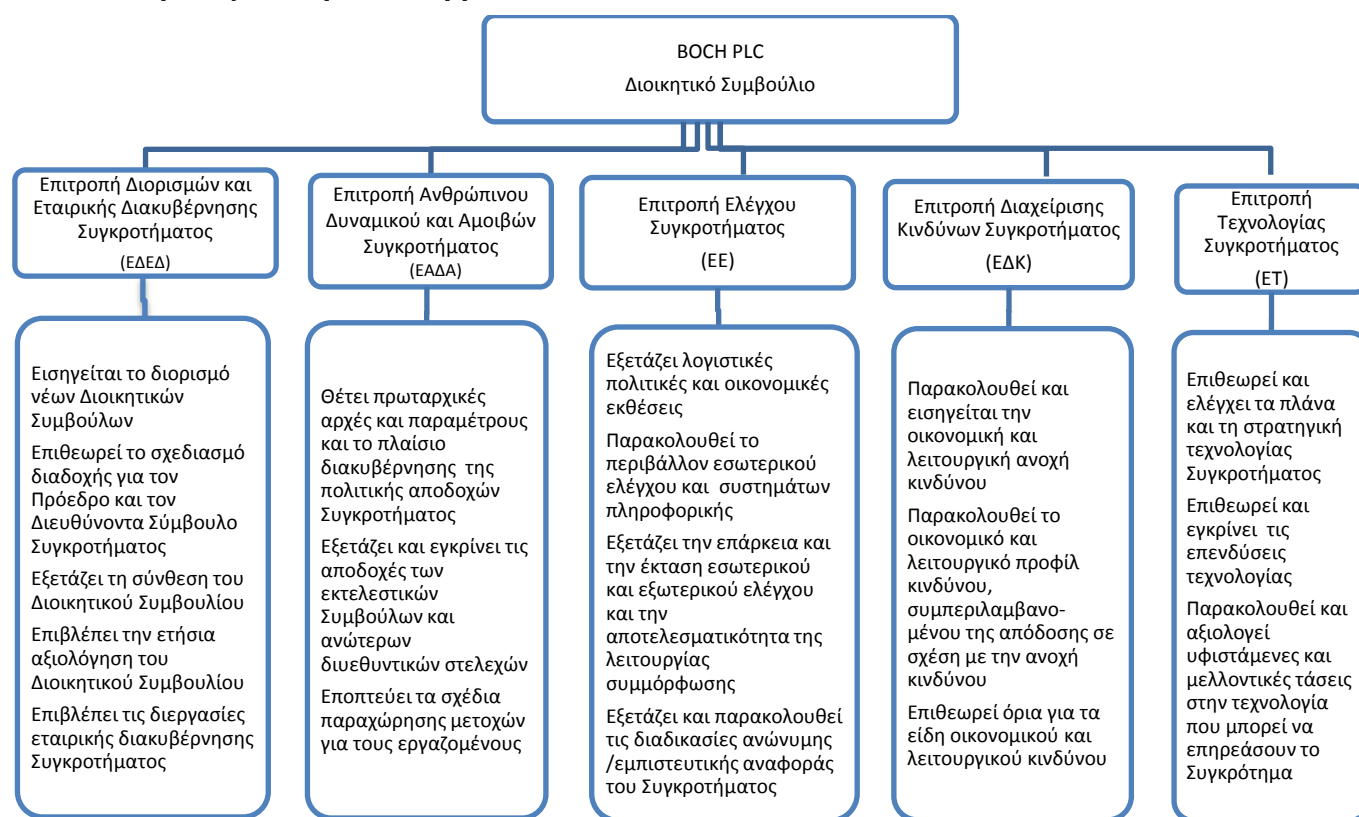 BOCH PLC
Διοικητικό Συμβούλιο
Επιτροπή Διορισμών και
Εταιρικής Διακυβέρνησης
Συγκροτήματος
(ΕΔΕΔ)
Επιτροπή Ανθρώπινου
Δυναμικού και Αμοιβών
Συγκροτήματος
(ΕΑΔΑ)
Επιτροπή Ελέγχου
Συγκροτήματος
(ΕΕ)
Επιτροπή Διαχείρισης
Κινδύνων Συγκροτήματος
(ΕΔΚ)
Επιτροπή
Τεχνολογίας
Συγκροτήματος
(ΕΤ)
Εισηγείται το διορισμό
νέων Διοικητικών
Συμβούλων
Επιθεωρεί το σχεδιασμό
διαδοχής για τον
Πρόεδρο και τον
Διευθύνοντα Σύμβουλο
Συγκροτήματος
Εξετάζει τη σύνθεση του
Διοικητικού Συμβουλίου
Επιβλέπει την ετήσια
αξιολόγηση του
Διοικητικού Συμβουλίου
Επιβλέπει τις διεργασίες
εταιρικής διακυβέρνησης
Συγκροτήματος
Θέτει πρωταρχικές
αρχές και παραμέτρους
και το πλαίσιο
διακυβέρνησης της
πολιτικής αποδοχών
Συγκροτήματος
Εξετάζει και εγκρίνει τις
αποδοχές των
εκτελεστικών
Συμβούλων και
ανώτερων
διυεθυντικών στελεχών
Εποπτεύει τα σχέδια
παραχώρησης μετοχών
για τους εργαζομένους
Εξετάζει λογιστικές
πολιτικές και οικονομικές
εκθέσεις
Παρακολουθεί το
περιβάλλον εσωτερικού
ελέγχου και συστημάτων
πληροφορικής
Εξετάζει την επάρκεια και
την έκταση εσωτερικού
και εξωτερικού ελέγχου
και την
αποτελεσματικότητα της
λειτουργίας
συμμόρφωσης
Εξετάζει και παρακολουθεί
τις διαδικασίες ανώνυμης
/εμπιστευτικής αναφοράς
του Συγκροτήματος
Παρακολουθεί και
εισηγείται την
οικονομική και
λειτουργική ανοχή
κινδύνου
Παρακολουθεί το
οικονομικό και
λειτουργικό προφίλ
κινδύνου,
συμπεριλαμβανο-
μένου της απόδοσης σε
σχέση με την ανοχή
κινδύνου
Επιθεωρεί όρια για τα
είδη οικονομικού και
λειτουργικού κινδύνου
Επιθεωρεί και
ελέγχει τα πλάνα
και τη στρατηγική
τεχνολογίας
Συγκροτήματος
Επιθεωρεί και
εγκρίνει τις
επενδύσεις
τεχνολογίας
Παρακολουθεί και
αξιολογεί
υφιστάμενες και
μελλοντικές τάσεις
στην τεχνολογία
που μπορεί να
επηρεάσουν το
Συγκρότημα